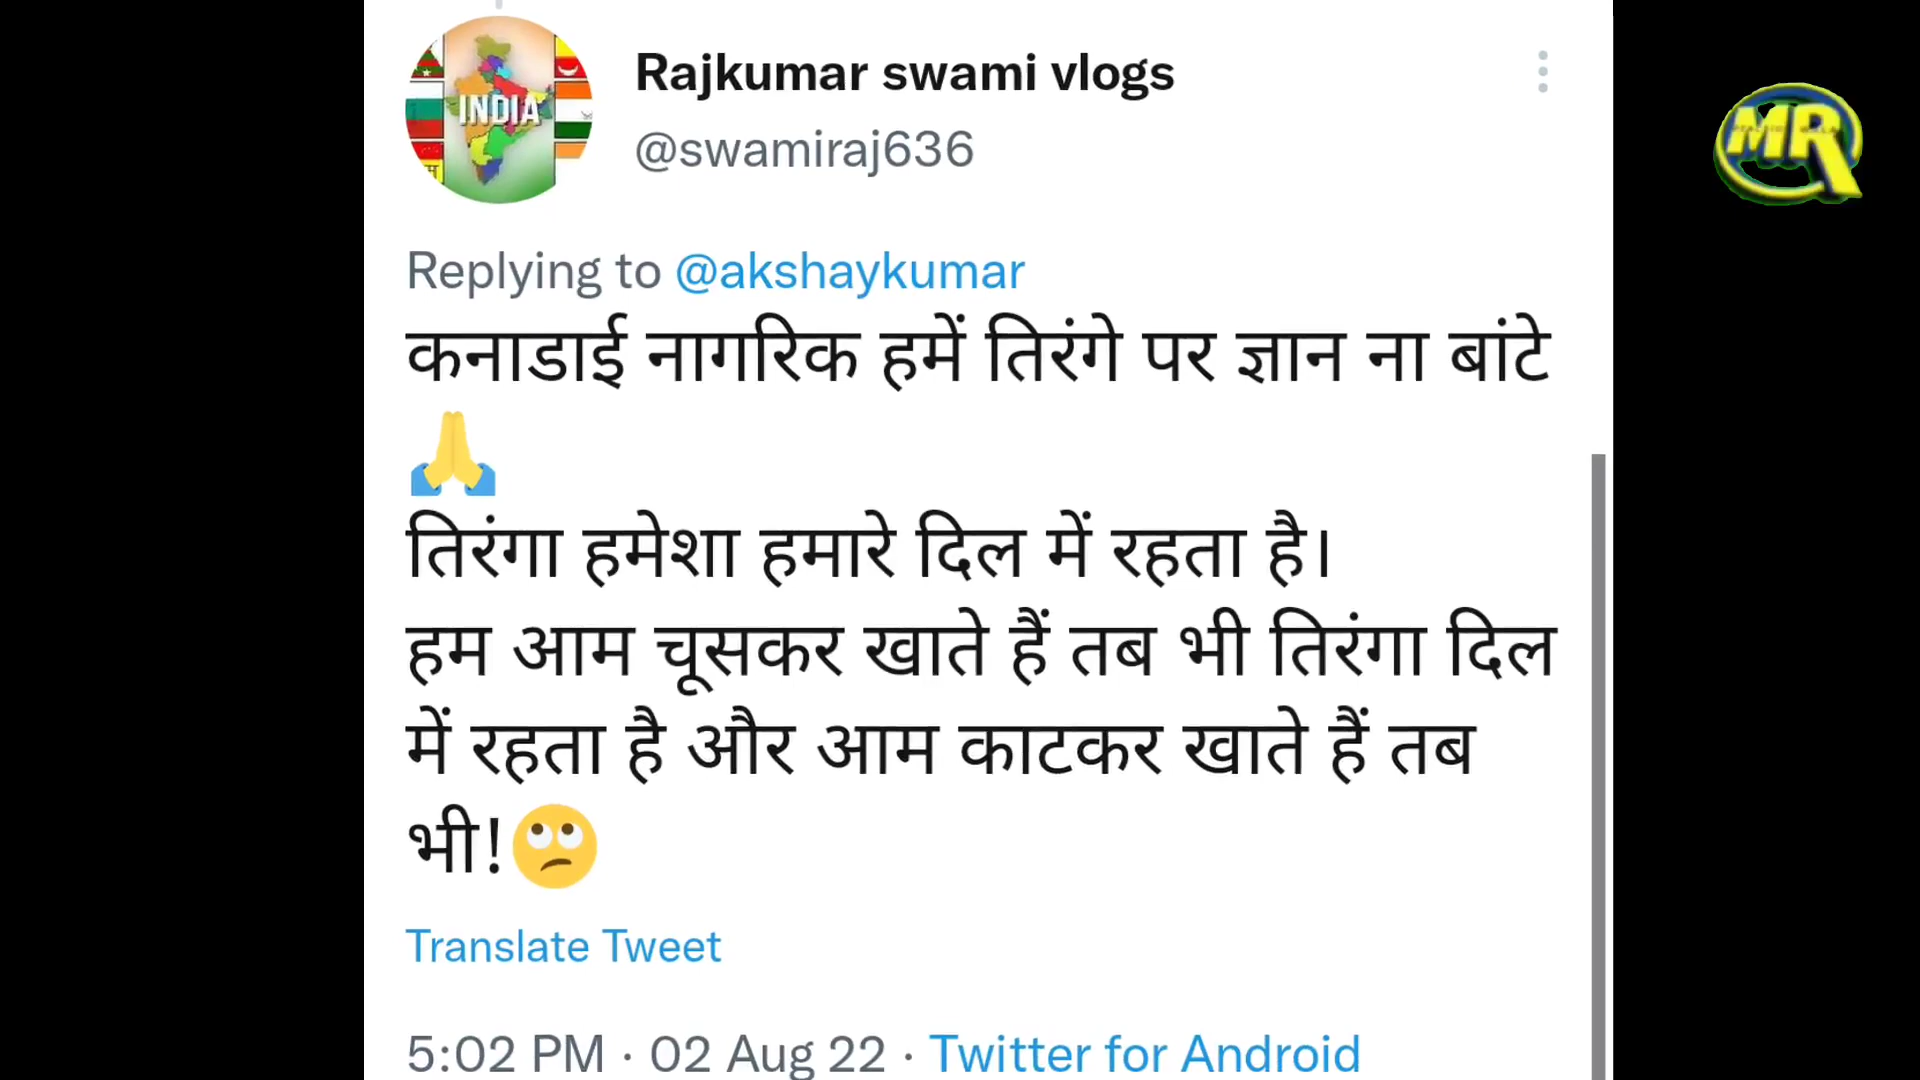 INDIA
Rajkumar swami vlogs
@swamiraj636
MR
Replying to @akshaykumar
कनाडाई नागरिक हमें तिरंगे पर ज्ञान ना बांटे
🙏
तिरंगा हमेशा हमारे दिल में रहता है।
हम आम चूसकर खाते हैं तब भी तिरंगा दिल
में रहता है और आम काटकर खाते हैं तब
भी!🙄
Translate Tweet
5:02 PM · 02 Aug 22 · Twitter for Android